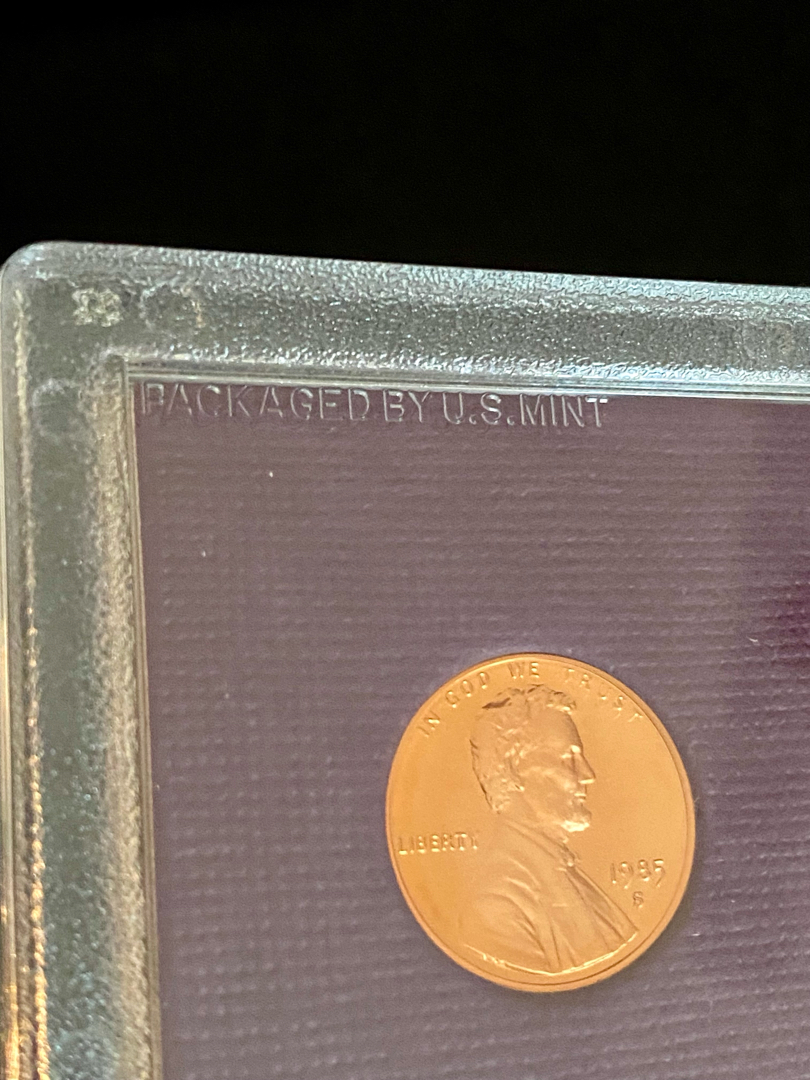 PACKAGED BY U.S. MINT
IN GOD WE TRUST
LIBERTY
1985
S